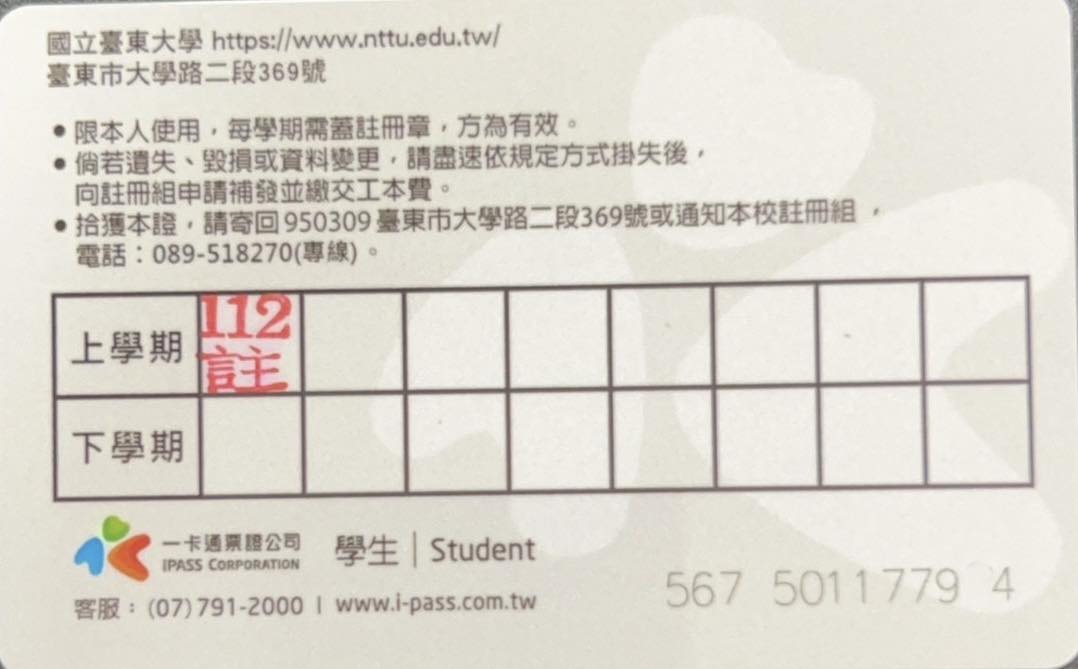 國立臺東大學 https://www.nttu.edu.tw/
臺東市大學路二段369號
• 限本人使用，每學期需蓋註冊章，方為有效。
• 倘若遺失、毀損或資料變更，請盡速依規定方式掛失後，
向註冊組申請補發並繳交工本費。
• 拾獲本證，請寄回950309臺東市大學路二段369號或通知本校註冊組，
電話：089-518270(專線)。
上學期
112
註
下學期
一卡通票證公司
IPASS CORPORATION
學生 | Student
567 5011779 4
客服：(07)791-2000 | www.i-pass.com.tw